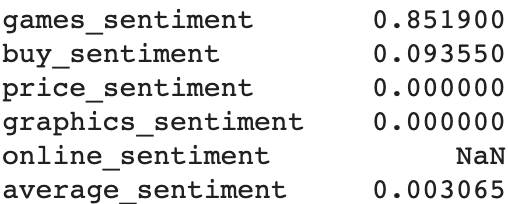 games_sentiment 0.851900
buy_sentiment 0.093550
price_sentiment 0.000000
graphics_sentiment 0.000000
online_sentiment NaN
average_sentiment 0.003065